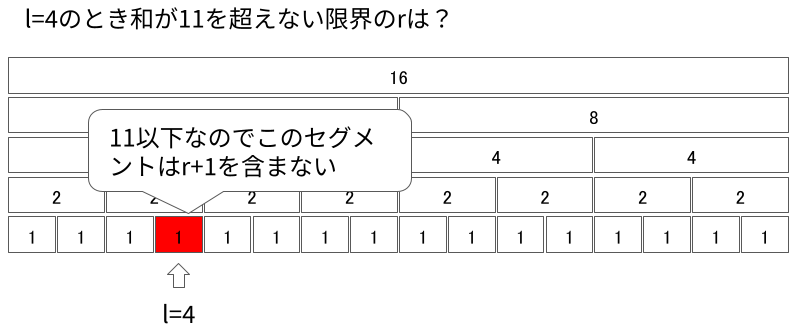 l=4のとき和が11を超えない限界のrは？
16
8
11以下なのでこのセグメ
ントはr+1を含まない
4 4
2 2 2 2 2 2 2 2
1 1 1 1 1 1 1 1 1 1 1 1 1 1 1 1
l=4